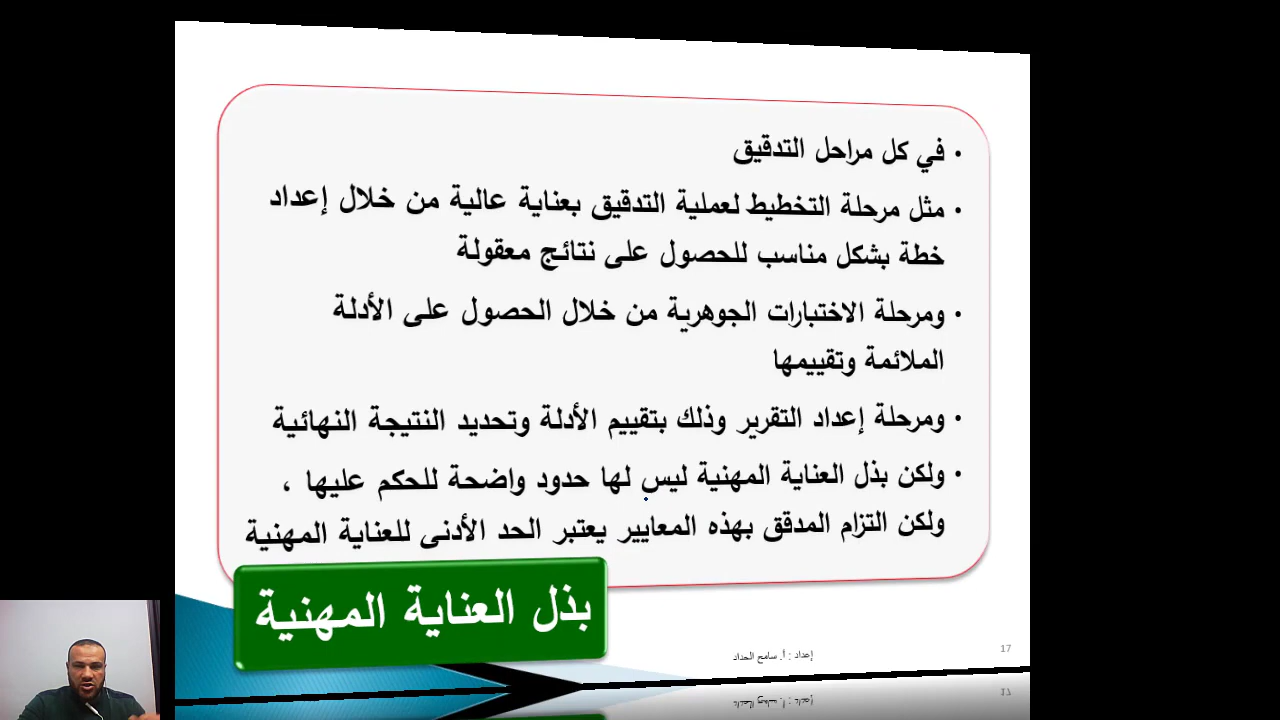 • في كل مراحل التدقيق
• مثل مرحلة التخطيط لعملية التدقيق بعناية عالية من خلال إعداد
خطة بشكل مناسب للحصول على نتائج معقولة
• ومرحلة الاختبارات الجوهرية من خلال الحصول على الأدلة
الملائمة وتقييمها
• ومرحلة إعداد التقرير وذلك بتقييم الأدلة وتحديد النتيجة النهائية
• ولكن بذل العناية المهنية ليس لها حدود واضحة للحكم عليها ،
ولكن التزام المدقق بهذه المعايير يعتبر الحد الأدنى للعناية المهنية
بذل العناية المهنية
إعداد : أ. سامح الحداد
17